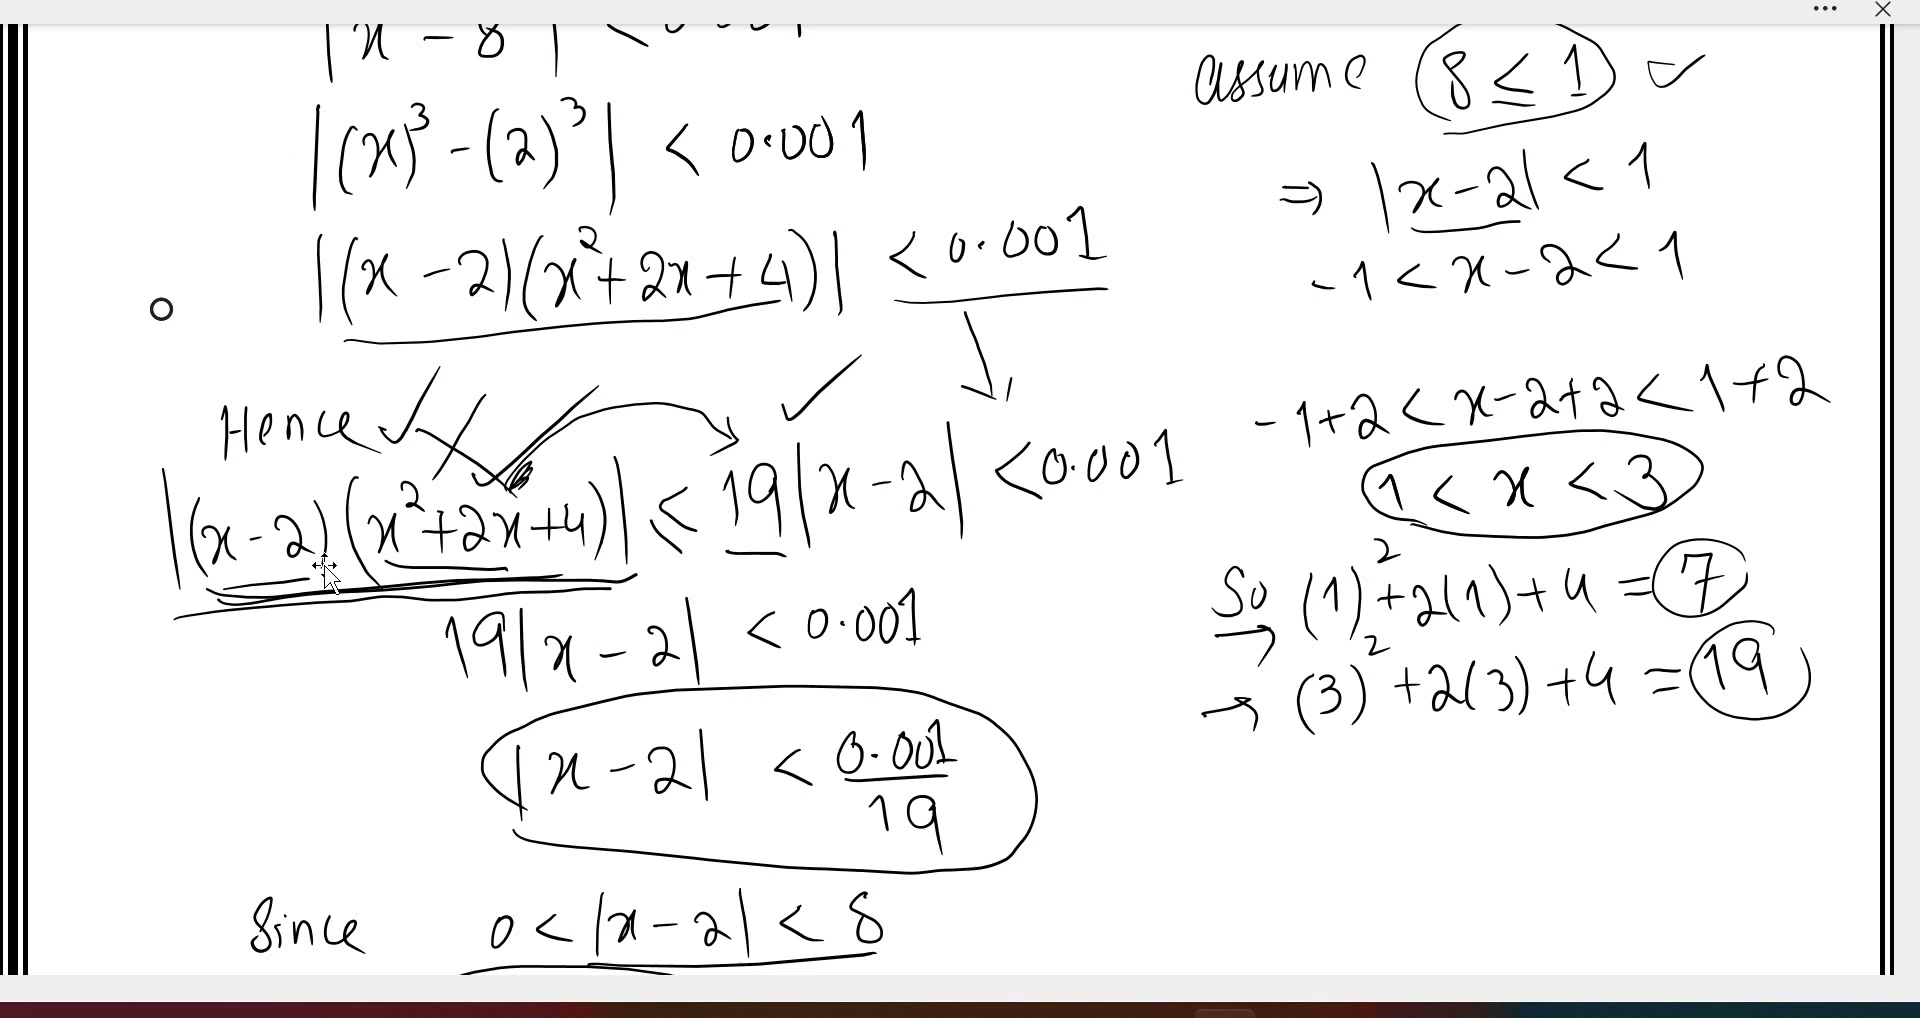 |x - 8| < 0.001
|(x)³ - (2)³| < 0.001
|(x - 2)(x² + 2x + 4)| < 0.001
Hence
|(x - 2)(x² + 2x + 4)| ≤ 19|x - 2| < 0.001
19|x - 2| < 0.001
|x - 2| < 0.001/19
Since 0 < |x - 2| < δ
assume δ ≤ 1
⇒ |x - 2| < 1
-1 < x - 2 < 1
-1+2 < x-2+2 < 1+2
1 < x < 3
So (1)² + 2(1) + 4 = 7
→ (3)² + 2(3) + 4 = 19